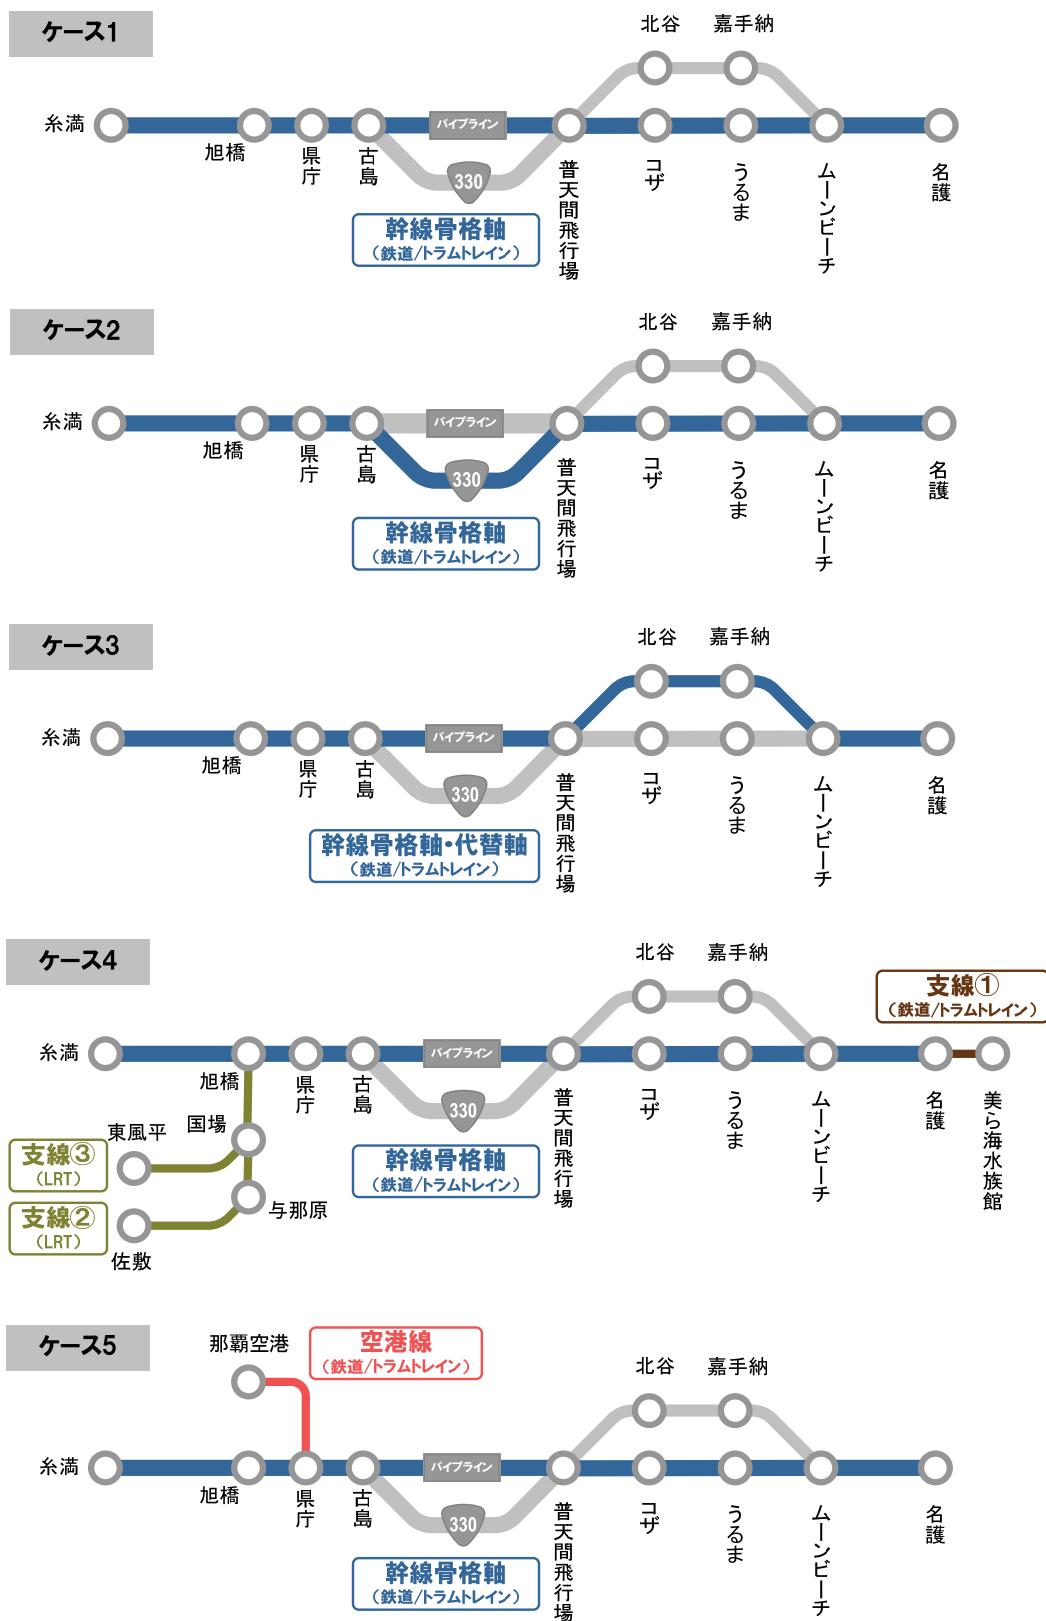 ケース1
北谷
嘉手納
糸満
旭橋
県庁
古島
パイプライン
330
普天間飛行場
コザ
うるま
ムーンビーチ
名護
幹線骨格軸
(鉄道/トラムトレイン)
ケース2
北谷
嘉手納
糸満
旭橋
県庁
古島
パイプライン
330
普天間飛行場
コザ
うるま
ムーンビーチ
名護
幹線骨格軸
(鉄道/トラムトレイン)
ケース3
北谷
嘉手納
糸満
旭橋
県庁
古島
パイプライン
330
普天間飛行場
コザ
うるま
ムーンビーチ
名護
幹線骨格軸・代替軸
(鉄道/トラムトレイン)
ケース4
北谷
嘉手納
支線①
(鉄道/トラムトレイン)
糸満
旭橋
県庁
古島
パイプライン
330
普天間飛行場
コザ
うるま
ムーンビーチ
名護
美ら海水族館
国場
東風平
支線③
(LRT)
与那原
支線②
(LRT)
佐敷
幹線骨格軸
(鉄道/トラムトレイン)
ケース5
那覇空港
空港線
(鉄道/トラムトレイン)
北谷
嘉手納
糸満
旭橋
県庁
古島
パイプライン
330
普天間飛行場
コザ
うるま
ムーンビーチ
名護
幹線骨格軸
(鉄道/トラムトレイン)